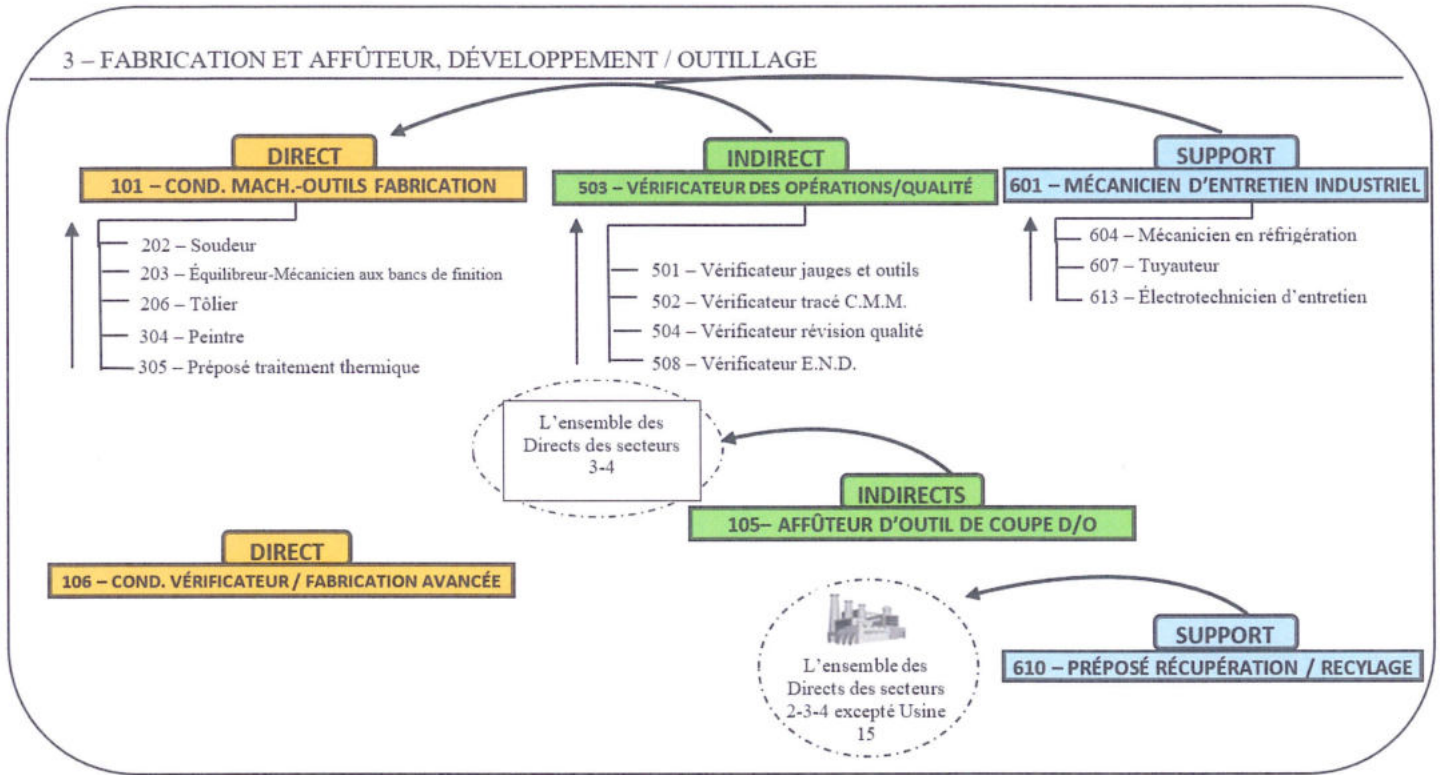 3 – FABRICATION ET AFFÛTEUR, DÉVELOPPEMENT / OUTILLAGE
DIRECT
101 – COND. MACH.-OUTILS FABRICATION
202 – Soudeur
203 – Équilibreur-Mécanicien aux bancs de finition
206 – Tôlier
304 – Peintre
305 – Préposé traitement thermique
INDIRECT
503 – VÉRIFICATEUR DES OPÉRATIONS/QUALITÉ
501 – Vérificateur jauges et outils
502 – Vérificateur tracé C.M.M.
504 – Vérificateur révision qualité
508 – Vérificateur E.N.D.
SUPPORT
601 – MÉCANICIEN D'ENTRETIEN INDUSTRIEL
604 – Mécanicien en réfrigération
607 – Tuyauteur
613 – Électrotechnicien d'entretien
L'ensemble des
Directs des secteurs
3-4
INDIRECTS
105– AFFÛTEUR D'OUTIL DE COUPE D/O
DIRECT
106 – COND. VÉRIFICATEUR / FABRICATION AVANCÉE
L'ensemble des
Directs des secteurs
2-3-4 excepté Usine
15
SUPPORT
610 – PRÉPOSÉ RÉCUPÉRATION / RECYLAGE